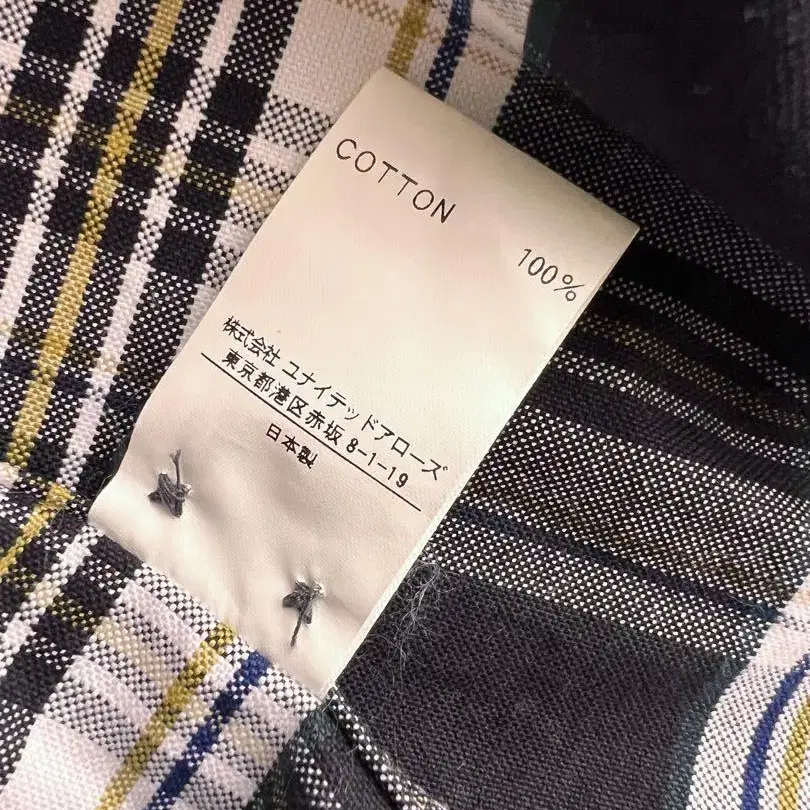 COTTON
100%
株式会社 ユナイテッドアローズ
東京都港区赤坂 8-1-19
日本製